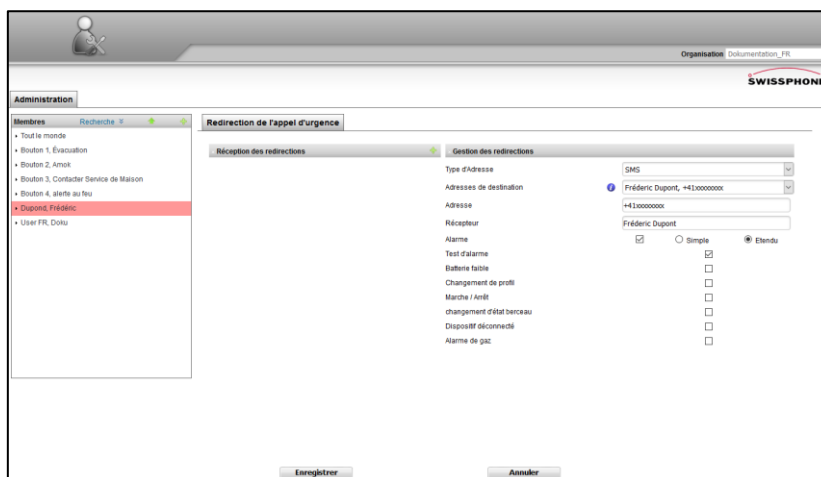 Organisation Dokumentation_FR
SWISSPHONE
Administration
Membres Recherche
Tout le monde
Bouton 1, Évacuation
Bouton 2, Amok
Bouton 3, Contacter Service de Maison
Bouton 4, alerte au feu
Dupond, Frédéric
User FR, Doku
Redirection de l'appel d'urgence
Réception des redirections
Gestion des redirections
Type d'Adresse SMS
Adresses de destination Fréderic Dupont, +41xxxxxxxxx
Adresse +41xxxxxxxxx
Récepteur Fréderic Dupont
Alarme Simple Etendu
Test d'alarme
Batterie faible
Changement de profil
Marche / Arrêt
changement d'état berceau
Dispositif déconnecté
Alarme de gaz
Enregistrer Annuler